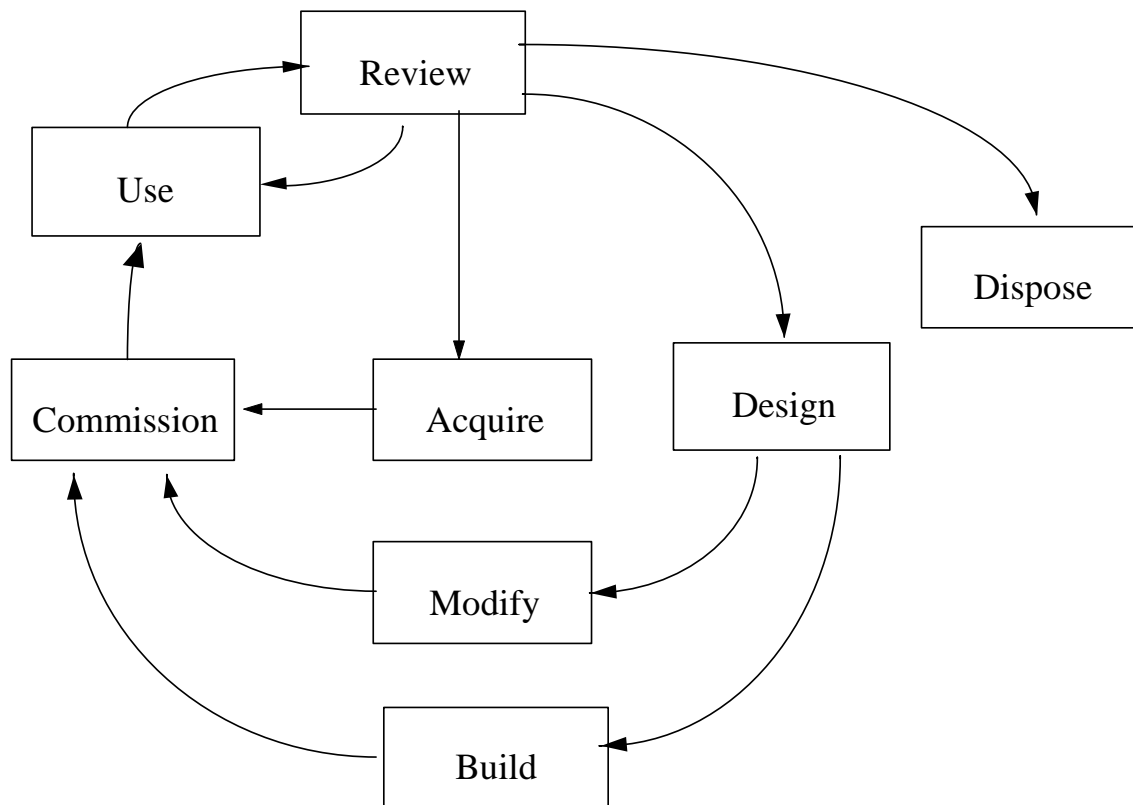 Review
Use
Dispose
Commission
Acquire
Design
Modify
Build